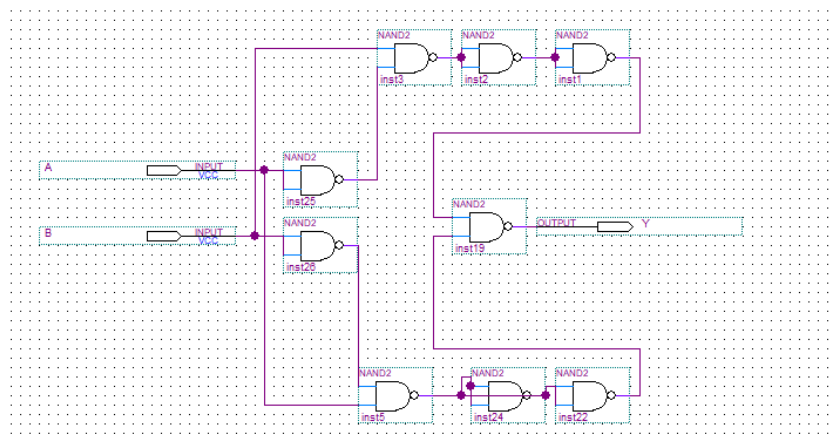 NAND2
NAND2
NAND2
inst3
inst2
inst1
NAND2
A
INPUT
VCC
inst25
NAND2
OUTPUT
Y
NAND2
B
INPUT
VCC
inst19
inst26
NAND2
NAND2
NAND2
inst5
inst24
inst22